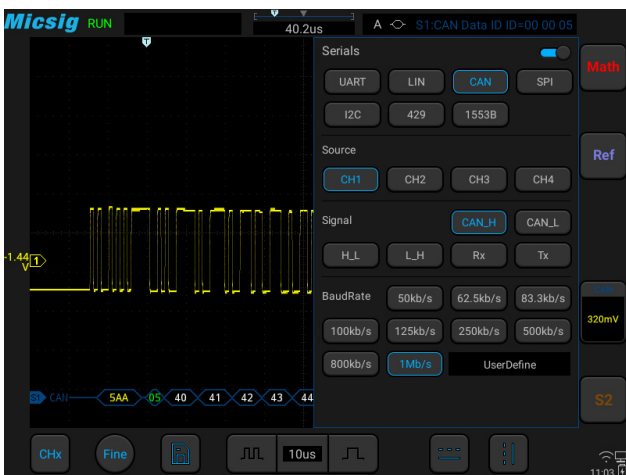 Micsig RUN 40.2us A S1:CAN Data ID ID=00 00 05
T T
T
Serials
UART LIN CAN SPI
I2C 429 1553B
Source
CH1 CH2 CH3 CH4
Signal CAN_H CAN_L
H_L L_H Rx Tx
BaudRate 50kb/s 62.5kb/s 83.3kb/s
100kb/s 125kb/s 250kb/s 500kb/s
800kb/s 1Mb/s UserDefine
-1.44 V 1
S1 CAN 5AA 05 40 41 42 43 44
Math
Ref
320mV
S2
CHx Fine 10us
11:03